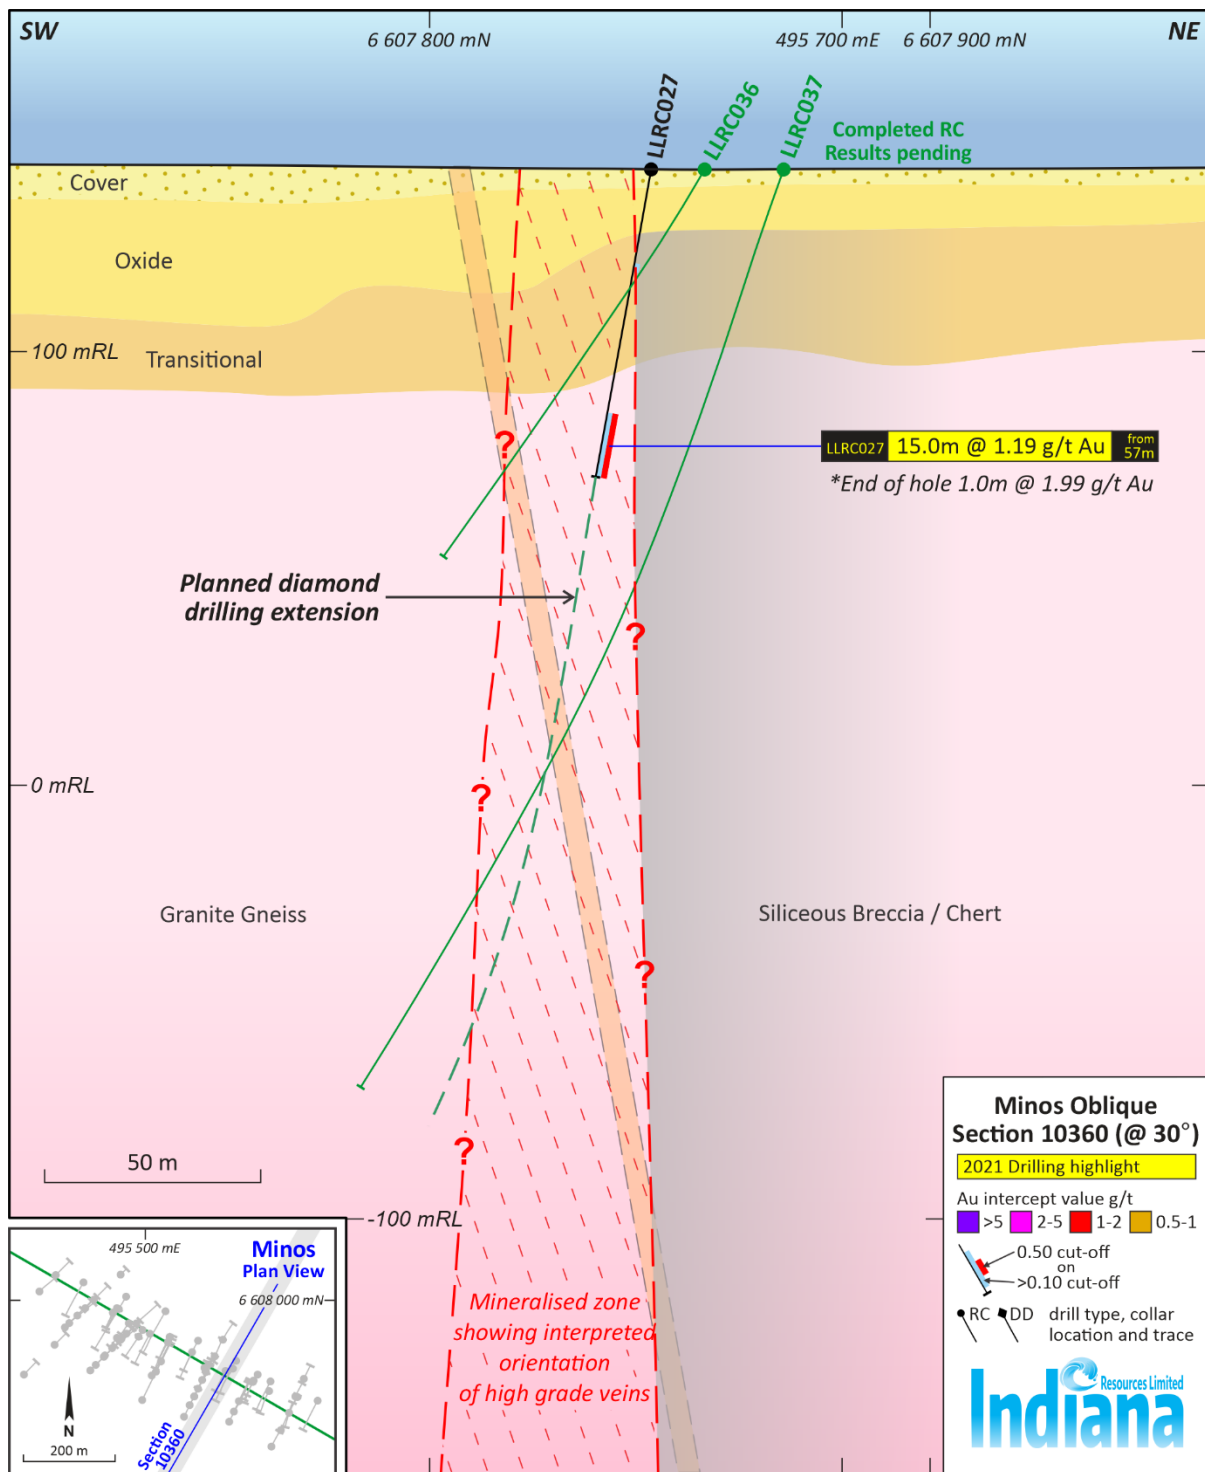 SW
6 607 800 mN
495 700 mE
6 607 900 mN
NE
LLRC027
LLRC036
LLRC037
Completed RC
Results pending
Cover
Oxide
100 mRL
Transitional
?
LLRC027 15.0m @ 1.19 g/t Au from 57m
*End of hole 1.0m @ 1.99 g/t Au
Planned diamond
drilling extension
?
0 mRL
?
Granite Gneiss
Siliceous Breccia / Chert
?
?
50 m
-100 mRL
Mineralised zone
showing interpreted
orientation
of high grade veins
495 500 mE
Minos
Plan View
6 608 000 mN
N
200 m
Section
10360
Minos Oblique
Section 10360 (@ 30°)
2021 Drilling highlight
Au intercept value g/t
>5 2-5 1-2 0.5-1
0.50 cut-off
on
>0.10 cut-off
RC DD drill type, collar
location and trace
Indiana
Resources Limited